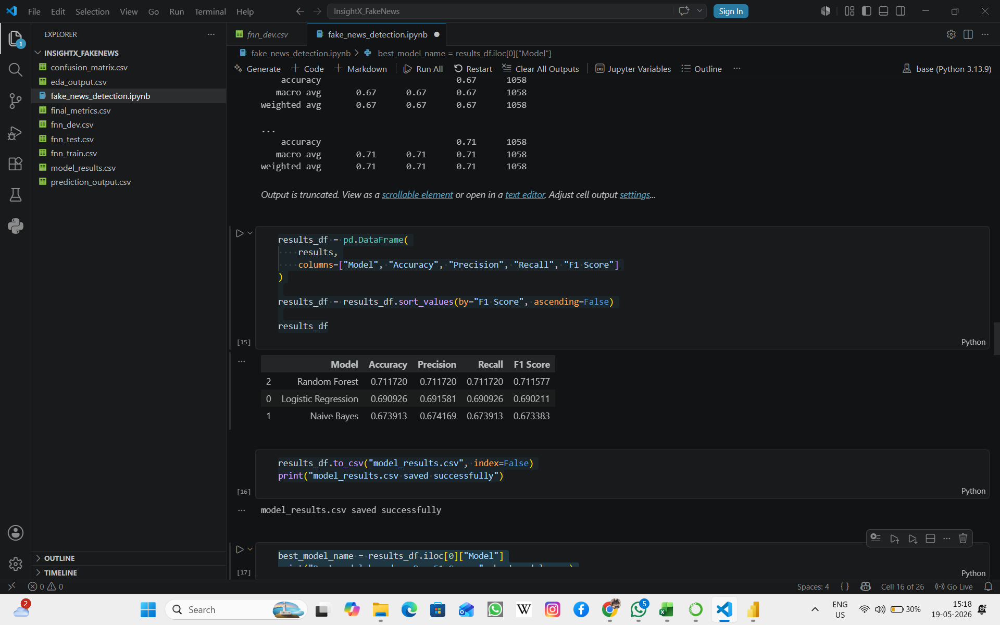 File Edit Selection View Go Run Terminal Help
InsightX_FakeNews
Sign In
EXPLORER
1
INSIGHTX_FAKENEWS
confusion_matrix.csv
eda_output.csv
fake_news_detection.ipynb
final_metrics.csv
fnn_dev.csv
fnn_test.csv
fnn_train.csv
model_results.csv
prediction_output.csv
OUTLINE
TIMELINE
fnn_dev.csv
fake_news_detection.ipynb
fake_news_detection.ipynb > best_model_name = results_df.iloc[0]["Model"]
Generate + Code + Markdown Run All Restart Clear All Outputs Jupyter Variables Outline ... base (Python 3.13.9)
accuracy 0.67 1058
macro avg 0.67 0.67 0.67 1058
weighted avg 0.67 0.67 0.67 1058
...
accuracy 0.71 1058
macro avg 0.71 0.71 0.71 1058
weighted avg 0.71 0.71 0.71 1058
Output is truncated. View as a scrollable element or open in a text editor. Adjust cell output settings...
results_df = pd.DataFrame(
results,
columns=["Model", "Accuracy", "Precision", "Recall", "F1 Score"]
)
results_df = results_df.sort_values(by="F1 Score", ascending=False)
results_df
[15]
Python
Model Accuracy Precision Recall F1 Score
2 Random Forest 0.711720 0.711720 0.711720 0.711577
0 Logistic Regression 0.690926 0.691581 0.690926 0.690211
1 Naive Bayes 0.673913 0.674169 0.673913 0.673383
results_df.to_csv("model_results.csv", index=False)
print("model_results.csv saved successfully")
[16]
Python
model_results.csv saved successfully
best_model_name = results_df.iloc[0]["Model"]
[17]
Python
0 0
Spaces: 4 { } Cell 16 of 26 Go Live
2
Search
W
5
ENG
US
30%
15:18
19-05-2026